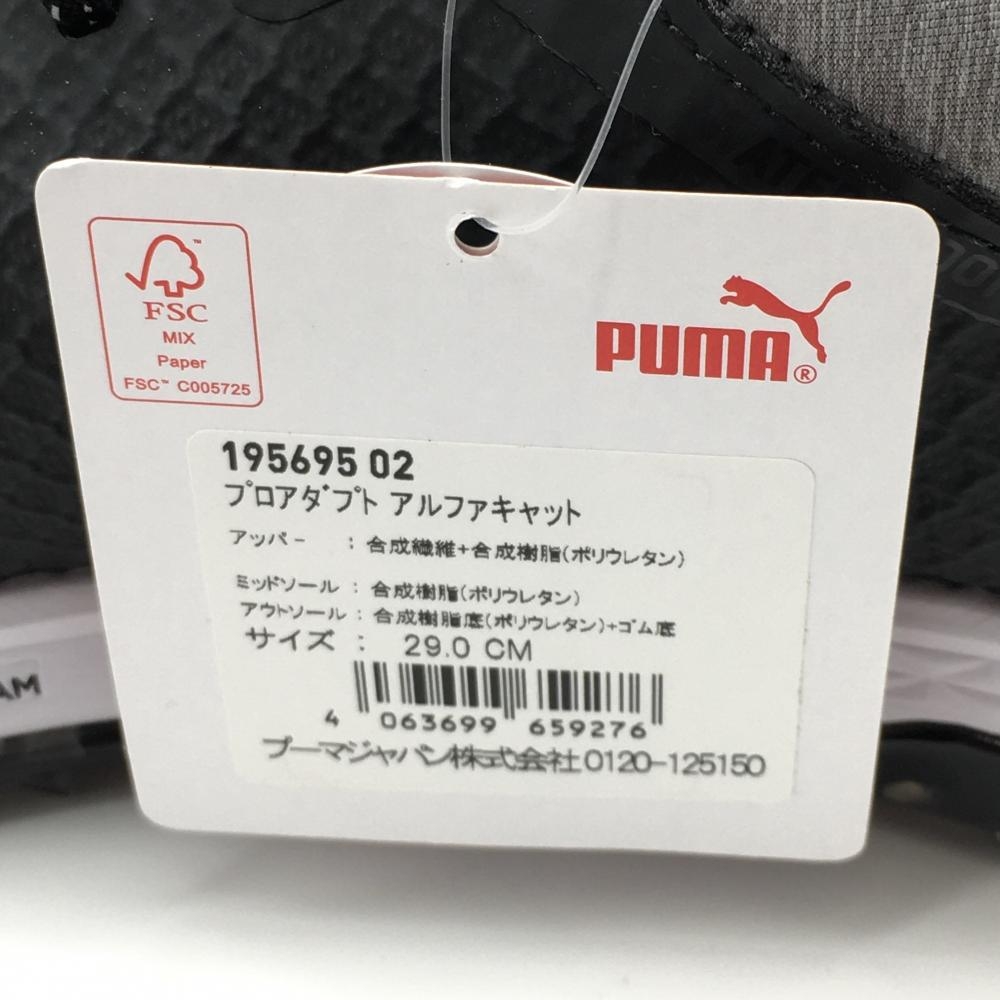 FSC™
MIX
Paper
FSC™ C005725
PUMA®
195695 02
プロアダプト アルファキャット
アッパー : 合成繊維+合成樹脂(ポリウレタン)
ミッドソール : 合成樹脂(ポリウレタン)
アウトソール : 合成樹脂底(ポリウレタン)+ゴム底
サイズ : 29.0 CM
4 063699 659276
プーマジャパン株式会社0120-125150
AM